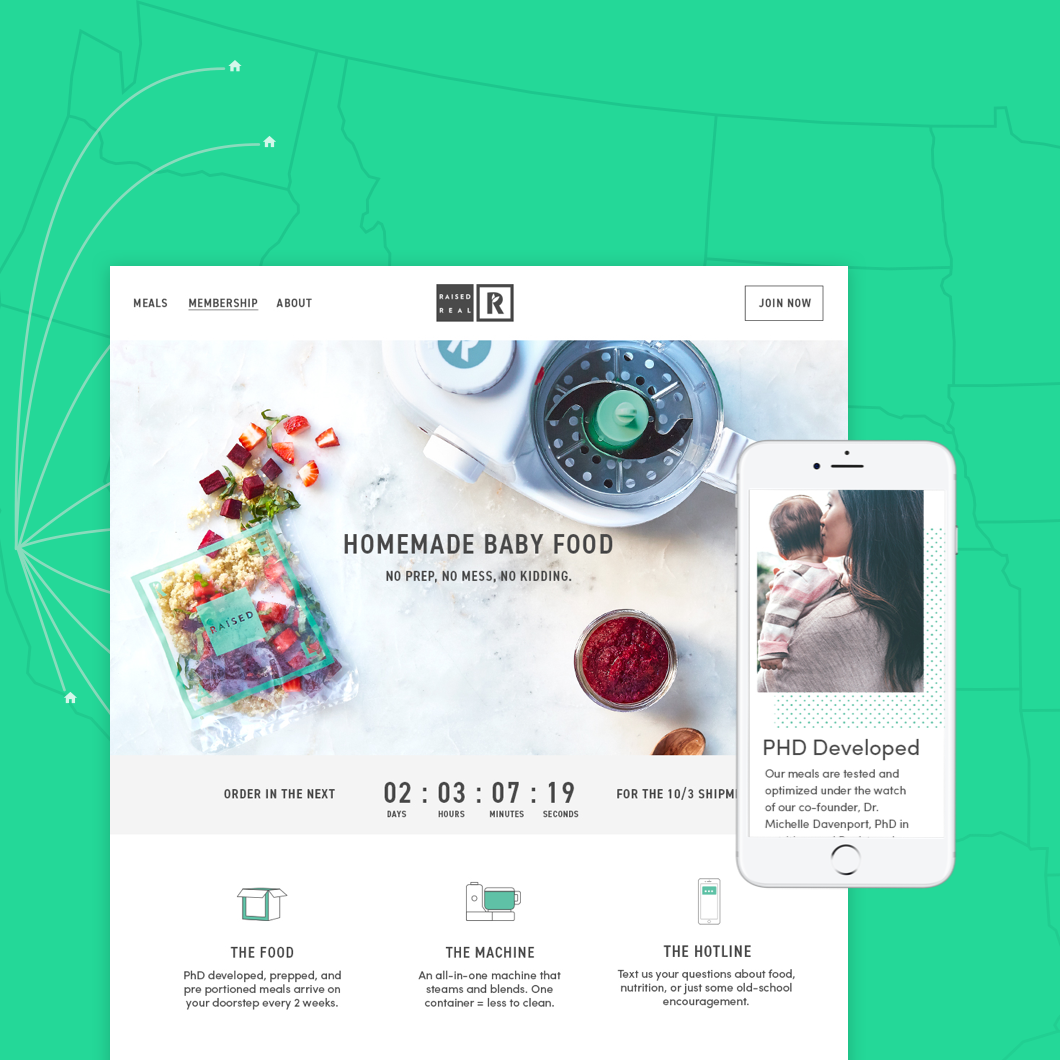 MEALS MEMBERSHIP ABOUT
RAISED
REAL
R
JOIN NOW
HOMEMADE BABY FOOD
NO PREP, NO MESS, NO KIDDING.
RAISED
ORDER IN THE NEXT
02 : 03 : 07 : 19
DAYS HOURS MINUTES SECONDS
FOR THE 10/3
PHD Developed
Our meals are tested and
optimized under the watch
of our co-founder, Dr.
Michelle Davenport, PhD in
THE FOOD
PhD developed, prepped, and
pre portioned meals arrive on
your doorstep every 2 weeks.
THE MACHINE
An all-in-one machine that
steams and blends. One
container = less to clean.
THE HOTLINE
Text us your questions about food,
nutrition, or just some old-school
encouragement.